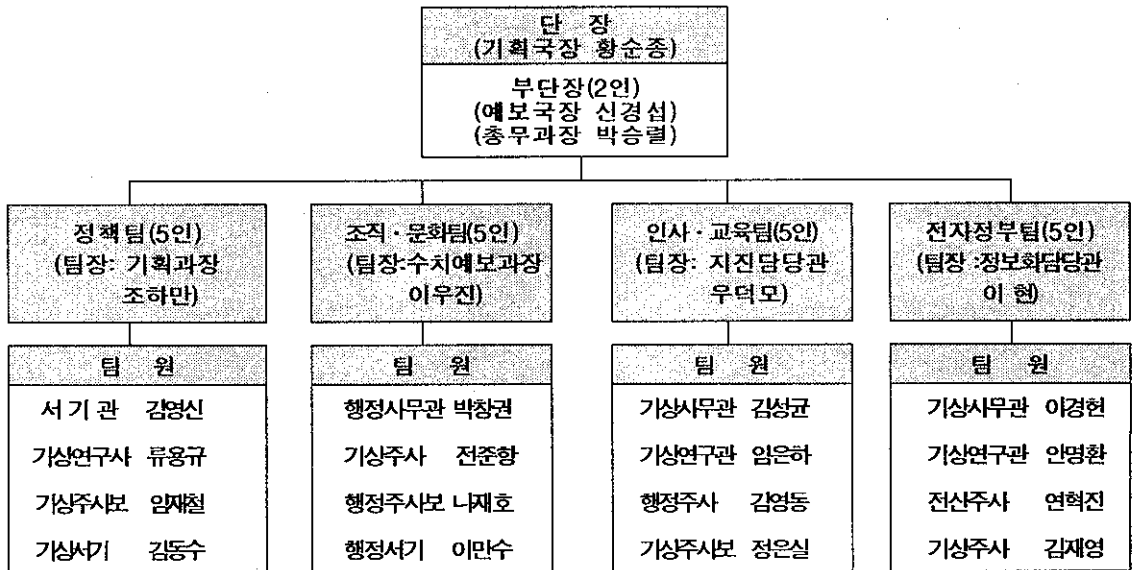 단 장
(기획국장 황순종)
부단장(2인)
(예보국장 신경섭)
(총무과장 박승렬)
정책팀(5인)
(팀장: 기획과장
조하만)
팀 원
서 기 관 김영신
기상연구사 류용규
기상주사보 임재철
기상서기 김동수
조직·문화팀(5인)
(팀장:수치예보과장
이우진)
팀 원
행정사무관 박창권
기상주사 전준항
행정주사보 나재호
행정서기 이만수
인사·교육팀(5인)
(팀장: 지진담당관
우덕모)
팀 원
기상사무관 김성균
기상연구관 임은하
행정주사 김영동
기상주사보 정은실
전자정부팀(5인)
(팀장 :정보화담당관
이 현)
팀 원
기상사무관 이경헌
기상연구관 안명환
전산주사 연혁진
기상주사 김재영